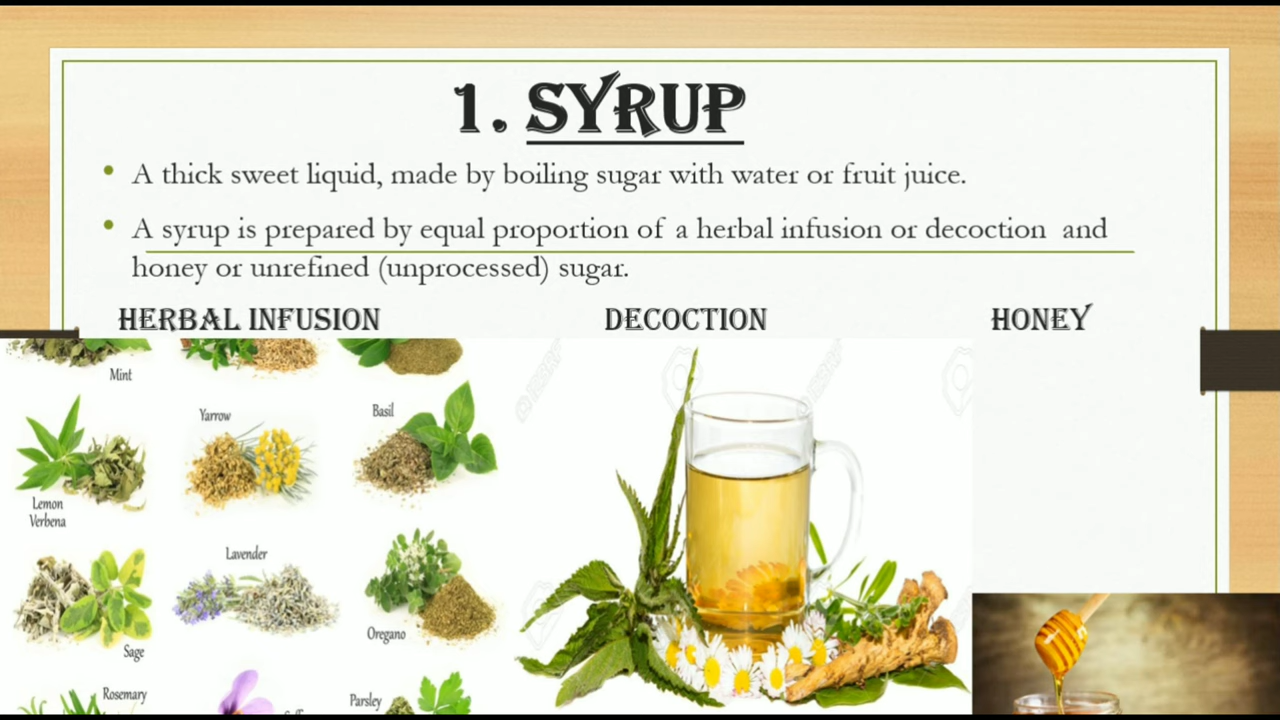 1. SYRUP
• A thick sweet liquid, made by boiling sugar with water or fruit juice.
• A syrup is prepared by equal proportion of a herbal infusion or decoction and
honey or unrefined (unprocessed) sugar.
HERBAL INFUSION DECOCTION HONEY
Mint
Yarrow Basil
Lemon
Verbena
Lavender
Oregano
Sage
Rosemary Parsley